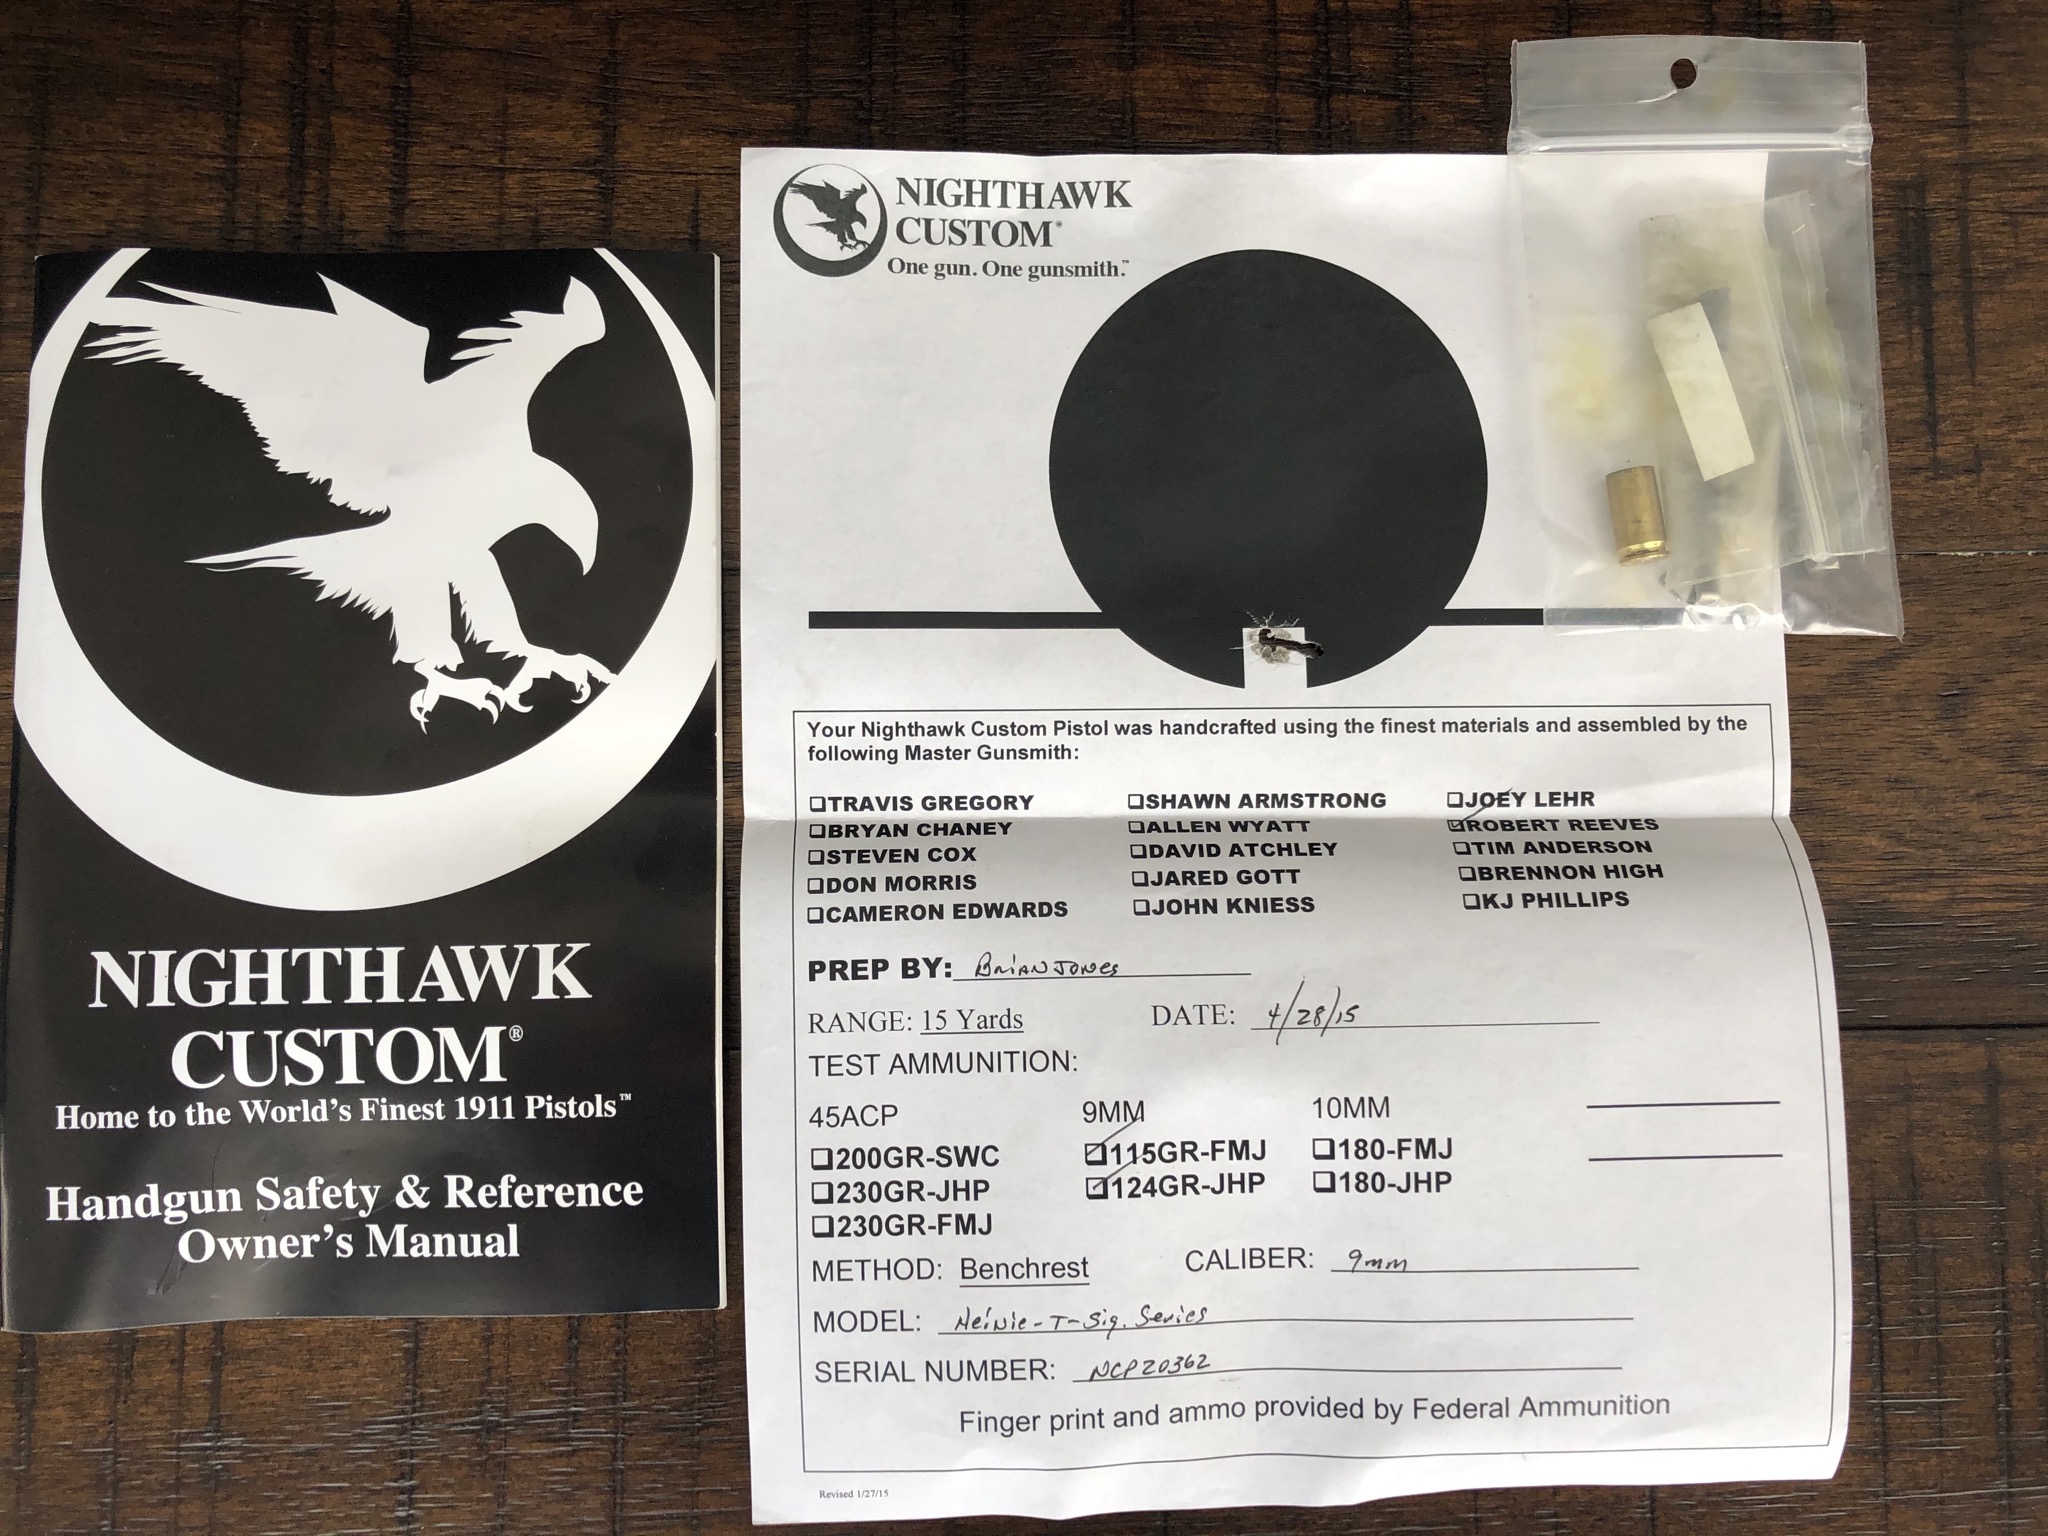 NIGHTHAWK
CUSTOM®
Home to the World's Finest 1911 Pistols™
Handgun Safety & Reference
Owner's Manual
NIGHTHAWK
CUSTOM®
One gun. One gunsmith.™
Your Nighthawk Custom Pistol was handcrafted using the finest materials and assembled by the
following Master Gunsmith:
❑TRAVIS GREGORY ❑SHAWN ARMSTRONG ❑JOEY LEHR
❑BRYAN CHANEY ❑ALLEN WYATT ☑ROBERT REEVES
❑STEVEN COX ❑DAVID ATCHLEY ❑TIM ANDERSON
❑DON MORRIS ❑JARED GOTT ❑BRENNON HIGH
❑CAMERON EDWARDS ❑JOHN KNIESS ❑KJ PHILLIPS
PREP BY: Brian Jones
RANGE: 15 Yards DATE: 4/28/15
TEST AMMUNITION:
45ACP 9MM 10MM
❑200GR-SWC ☑115GR-FMJ ❑180-FMJ
❑230GR-JHP ☑124GR-JHP ❑180-JHP
❑230GR-FMJ
METHOD: Benchrest CALIBER: 9mm
MODEL: Heinie-T-Sig. Series
SERIAL NUMBER: NCP20362
Finger print and ammo provided by Federal Ammunition
Revised 1/27/15